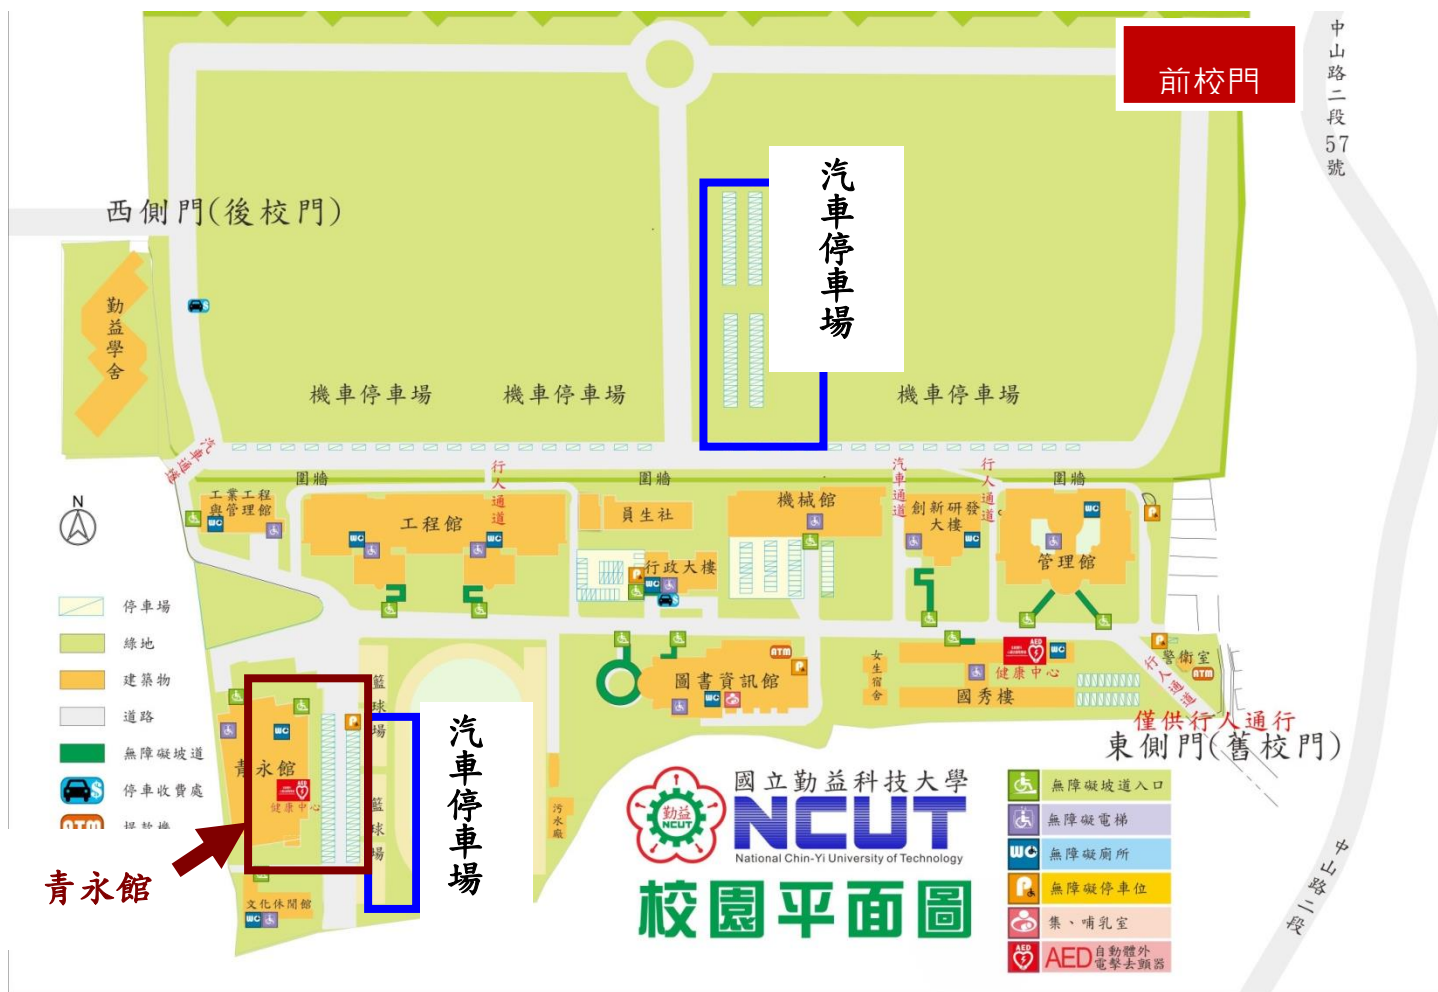 前校門
中山路二段57號
汽車停車場
西側門(後校門)
勤益學舍
機車停車場
機車停車場
機車停車場
汽車通道
圍牆
行人通道
圍牆
汽車通道
行人通道
圍牆
N
工業工程
與管理館
工程館
員生社
機械館
創新研發
大樓
管理館
行政大樓
停車場
綠地
建築物
道路
無障礙坡道
停車收費處
ATM
提款機
圖書資訊館
ATM
女生宿舍
健康中心
國秀樓
警衛室
ATM
行人通道
僅供行人通行
東側門(舊校門)
籃球場
籃球場
汽車停車場
青永館
健康中心
文化休閒館
污水廠
青永館
勤益
NCUT
國立勤益科技大學
NCUT
National Chin-Yi University of Technology
校園平面圖
無障礙坡道入口
無障礙電梯
WC
無障礙廁所
無障礙停車位
集、哺乳室
AED
AED自動體外
電擊去顫器
中山路二段